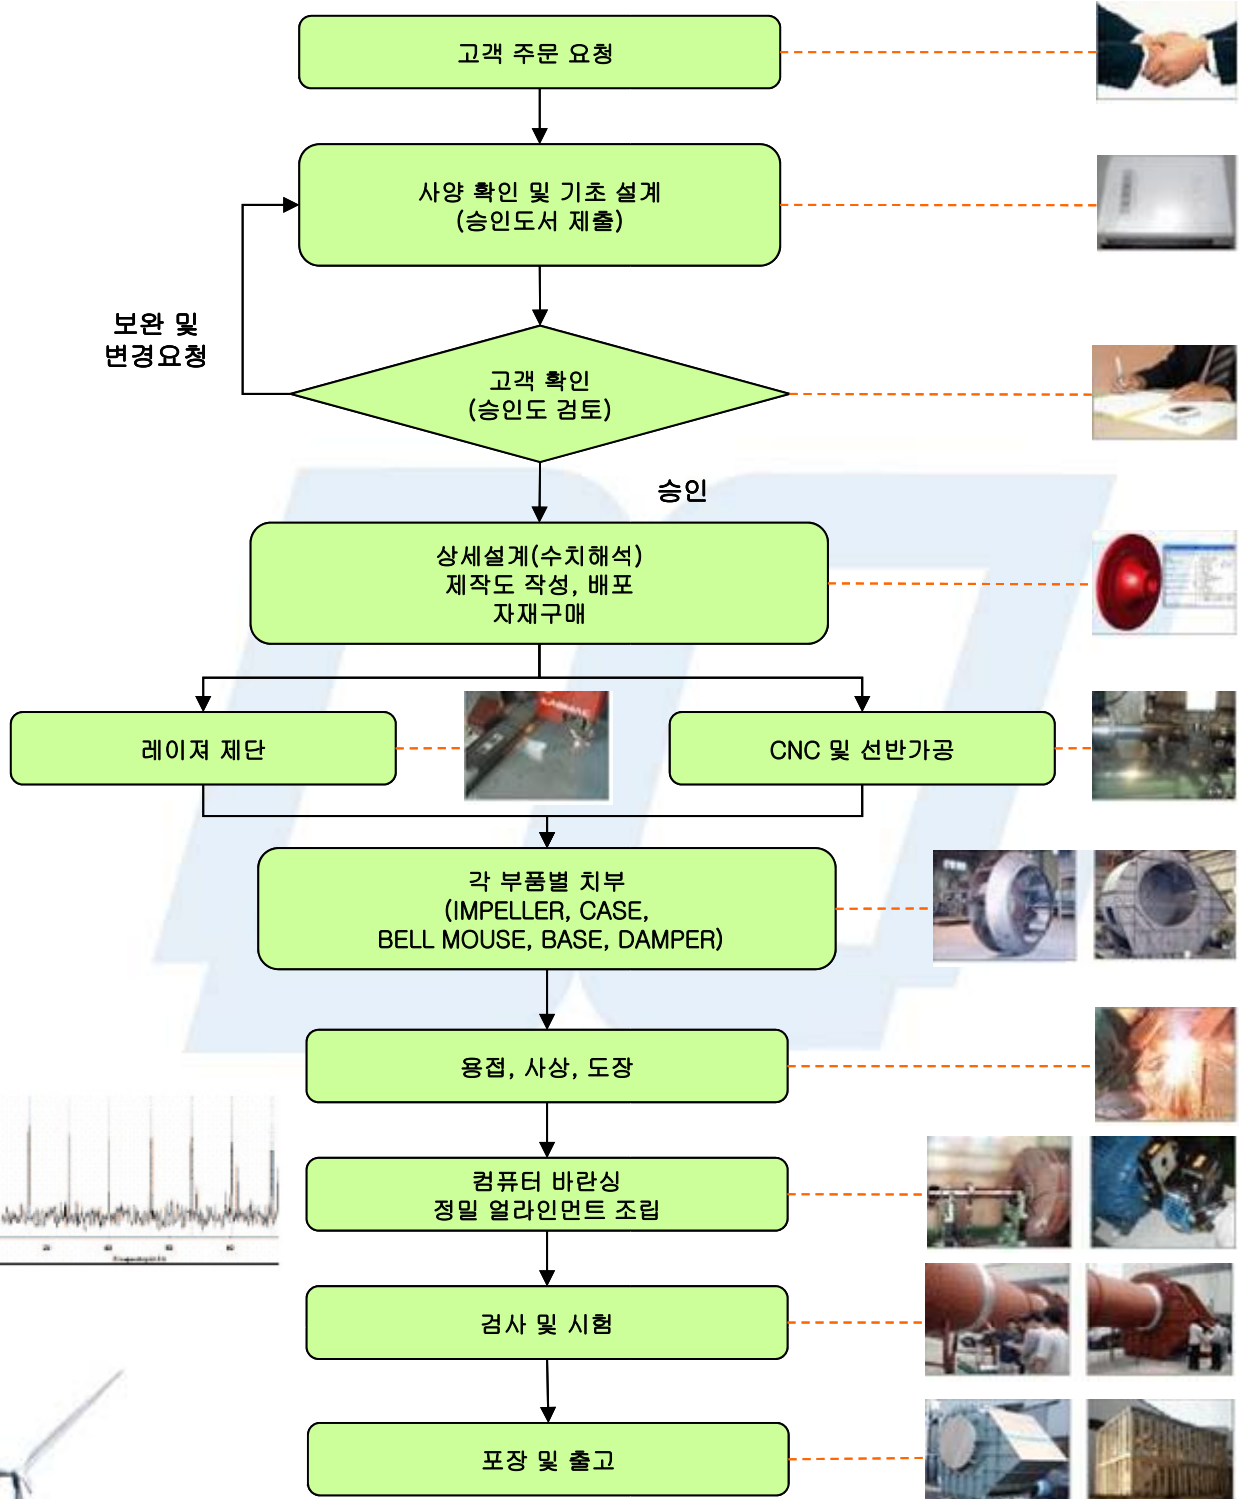 고객 주문 요청
사양 확인 및 기초 설계
(승인도서 제출)
보완 및
변경요청
고객 확인
(승인도 검토)
승인
상세설계(수치해석)
제작도 작성, 배포
자재구매
레이져 제단
CNC 및 선반가공
각 부품별 치부
(IMPELLER, CASE,
BELL MOUSE, BASE, DAMPER)
용접, 사상, 도장
컴퓨터 바란싱
정밀 얼라인먼트 조립
검사 및 시험
포장 및 출고